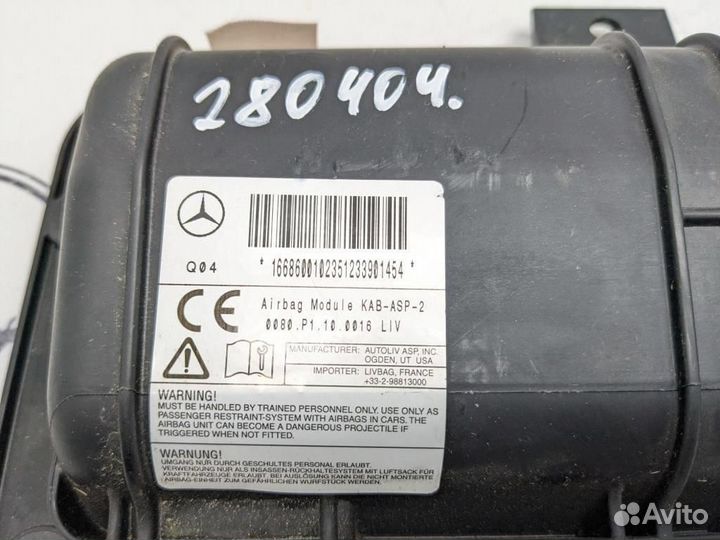 280404.
Q04
*1668600102351233901454*
Airbag Module KAB-ASP-2
0080.P1.10.0016 LIV
CE
MANUFACTURER: AUTOLIV ASP, INC.
OGDEN, UT USA
IMPORTER: LIVBAG, FRANCE
+33-2-98813000
WARNING!
MUST BE HANDLED BY TRAINED PERSONNEL ONLY. USE ONLY AS
PASSENGER RESTRAINT-SYSTEM WITH AIRBAGS IN CARS. THE
AIRBAG UNIT CAN BECOME A DANGEROUS PROJECTILE IF
TRIGGERED WHEN NOT FITTED.
WARNUNG!
UMGANG NUR DURCH GESCHULTES PERSONAL ERLAUBT.
VERWENDUNG NUR ALS INSASSEN-RÜCKHALTESYSTEM MIT LUFTSACK FÜR
KRAFTFAHRZEUGE ERLAUBT. BEI AUSLÖSUNG KANN DIE NICHT MONTIERTE
AIRBAG-EINHEIT ZUM GEFÄHRLICHEN WURFSTÜCK WERDEN.
Avito